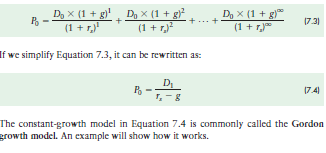 P₀ = D₀ × (1 + g)¹ / (1 + rₛ)¹ + D₀ × (1 + g)² / (1 + rₛ)² + . . . + D₀ × (1 + g)^∞ / (1 + rₛ)^∞ (7.3)
If we simplify Equation 7.3, it can be rewritten as:
P₀ = D₁ / rₛ − g (7.4)
The constant-growth model in Equation 7.4 is commonly called the Gordon
growth model. An example will show how it works.